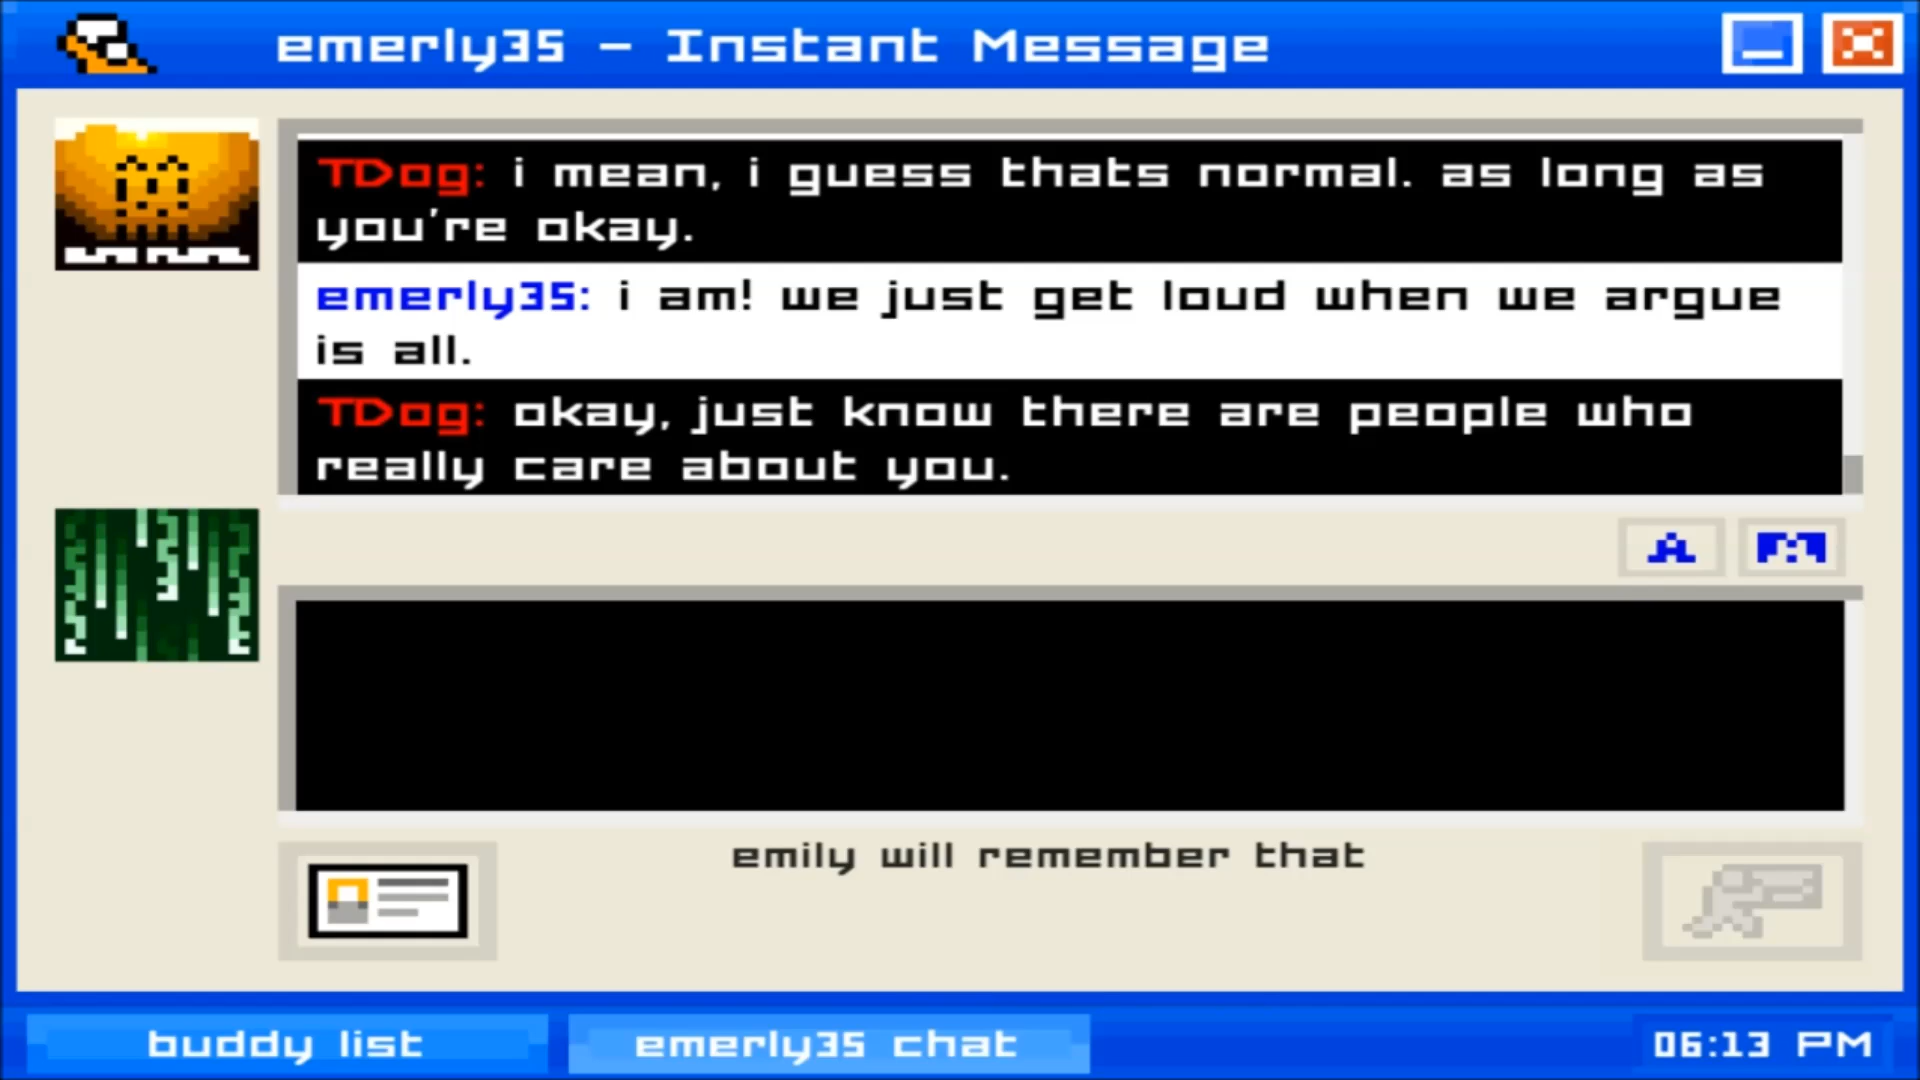 emerly35 - Instant Message
TDog: i mean, i guess thats normal. as long as
you're okay.
emerly35: i am! we just get loud when we argue
is all.
TDog: okay, just know there are people who
really care about you.
A
emily will remember that
buddy list
emerly35 chat
06:13 PM